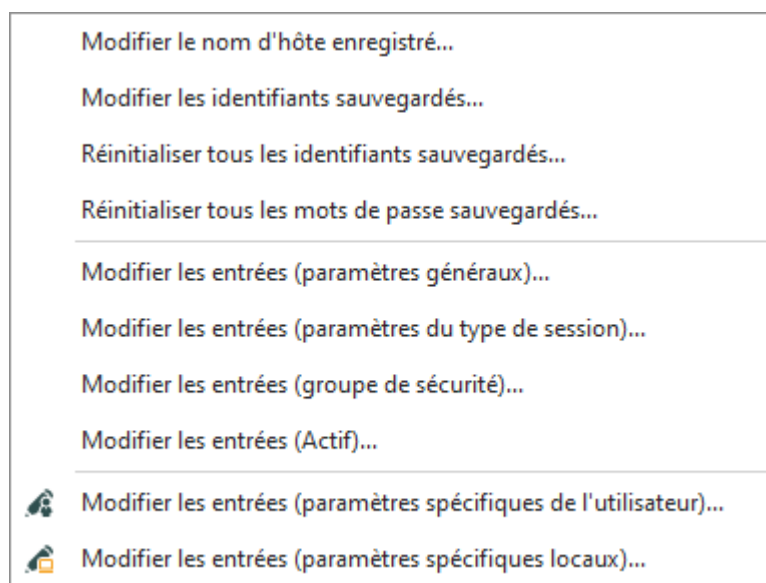 Modifier le nom d'hôte enregistré...
Modifier les identifiants sauvegardés...
Réinitialiser tous les identifiants sauvegardés...
Réinitialiser tous les mots de passe sauvegardés...
Modifier les entrées (paramètres généraux)...
Modifier les entrées (paramètres du type de session)...
Modifier les entrées (groupe de sécurité)...
Modifier les entrées (Actif)...
Modifier les entrées (paramètres spécifiques de l'utilisateur)...
Modifier les entrées (paramètres spécifiques locaux)...